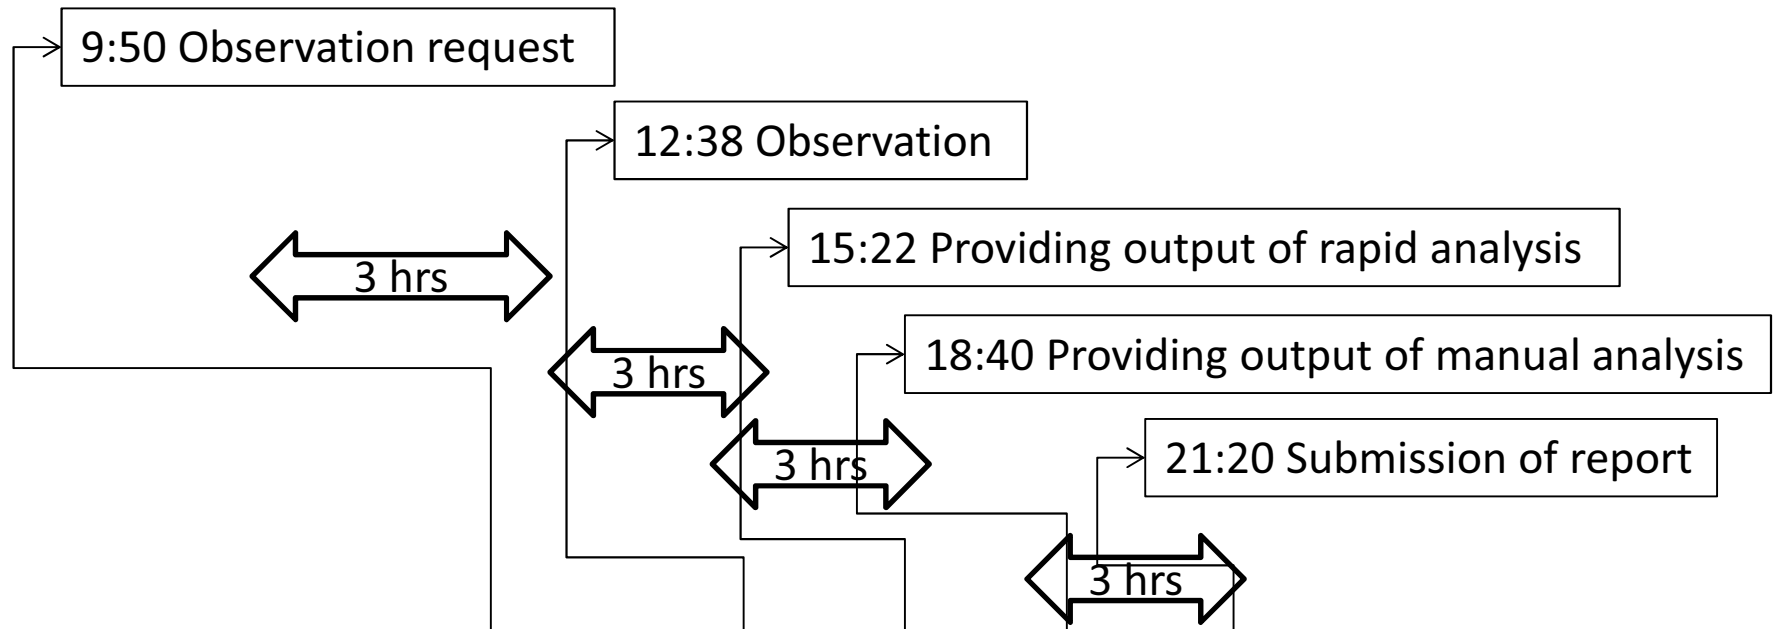 9:50 Observation request
12:38 Observation
15:22 Providing output of rapid analysis
3 hrs
18:40 Providing output of manual analysis
3 hrs
21:20 Submission of report
3 hrs
3 hrs